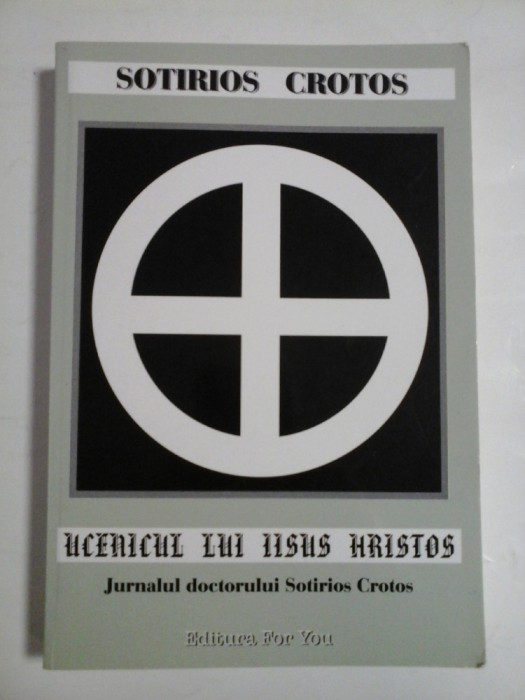 SOTIRIOS CROTOS
UCENICUL LUI IISUS HRISTOS
Jurnalul doctorului Sotirios Crotos
Editura For You